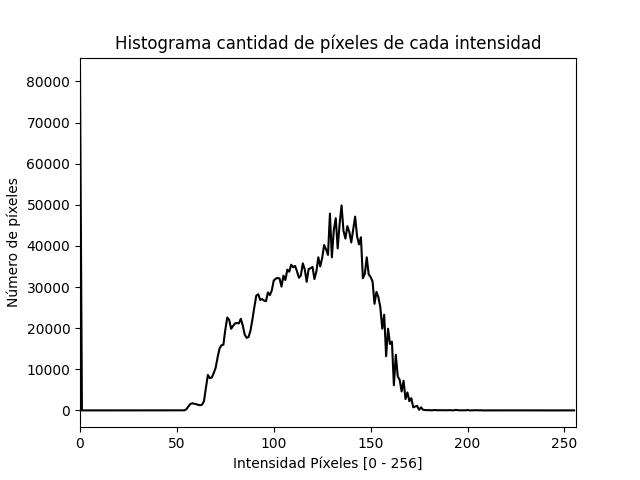 Histograma cantidad de píxeles de cada intensidad
80000
70000
60000
50000
40000
30000
20000
10000
0
Número de píxeles
0 50 100 150 200 250
Intensidad Píxeles [0 - 256]